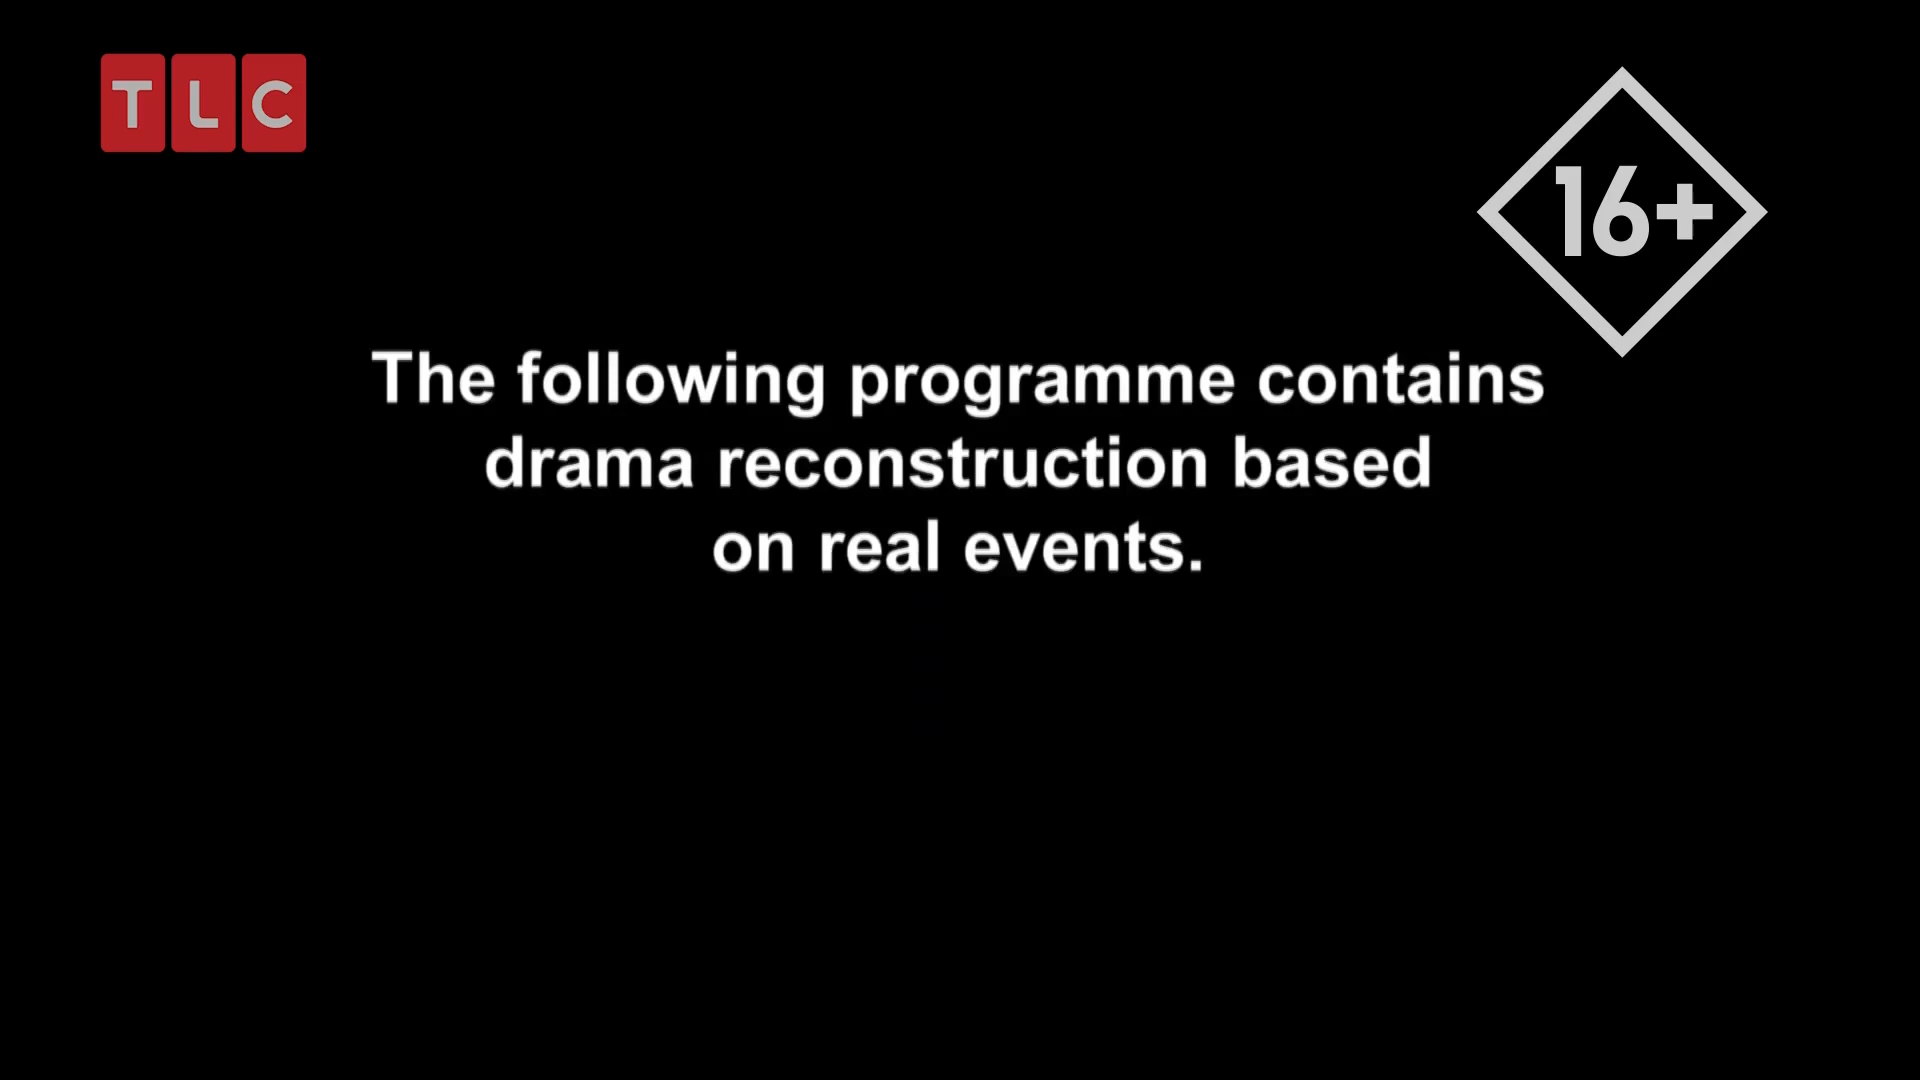 TLC
16+
The following programme contains
drama reconstruction based
on real events.